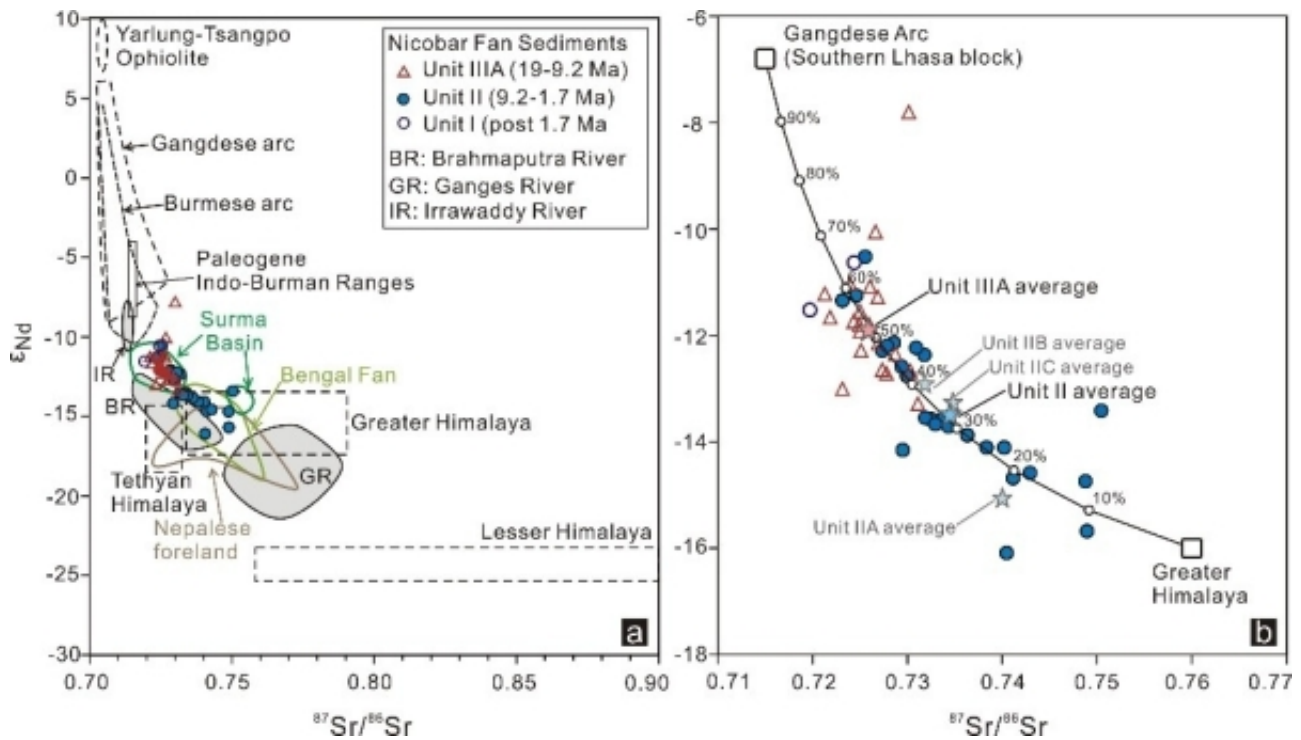 10
5
0
-5
-10
-15
-20
-25
-30
εNd
0.70
0.75
0.80
0.85
0.90
87Sr/86Sr
Yarlung-Tsangpo
Ophiolite
Gangdese arc
Burmese arc
Paleogene
Indo-Burman Ranges
Surma
Basin
IR
Bengal Fan
BR
Greater Himalaya
GR
Tethyan
Himalaya
Nepalese
foreland
Lesser Himalaya
a
Nicobar Fan Sediments
Unit IIIA (19-9.2 Ma)
Unit II (9.2-1.7 Ma)
Unit I (post 1.7 Ma
BR: Brahmaputra River
GR: Ganges River
IR: Irrawaddy River
-6
-8
-10
-12
-14
-16
-18
0.71
0.72
0.73
0.74
0.75
0.76
0.77
87Sr/86Sr
Gangdese Arc
(Southern Lhasa block)
90%
80%
70%
60%
Unit IIIA average
50%
Unit IIB average
40%
Unit IIC average
Unit II average
30%
20%
10%
Unit IIA average
Greater
Himalaya
b